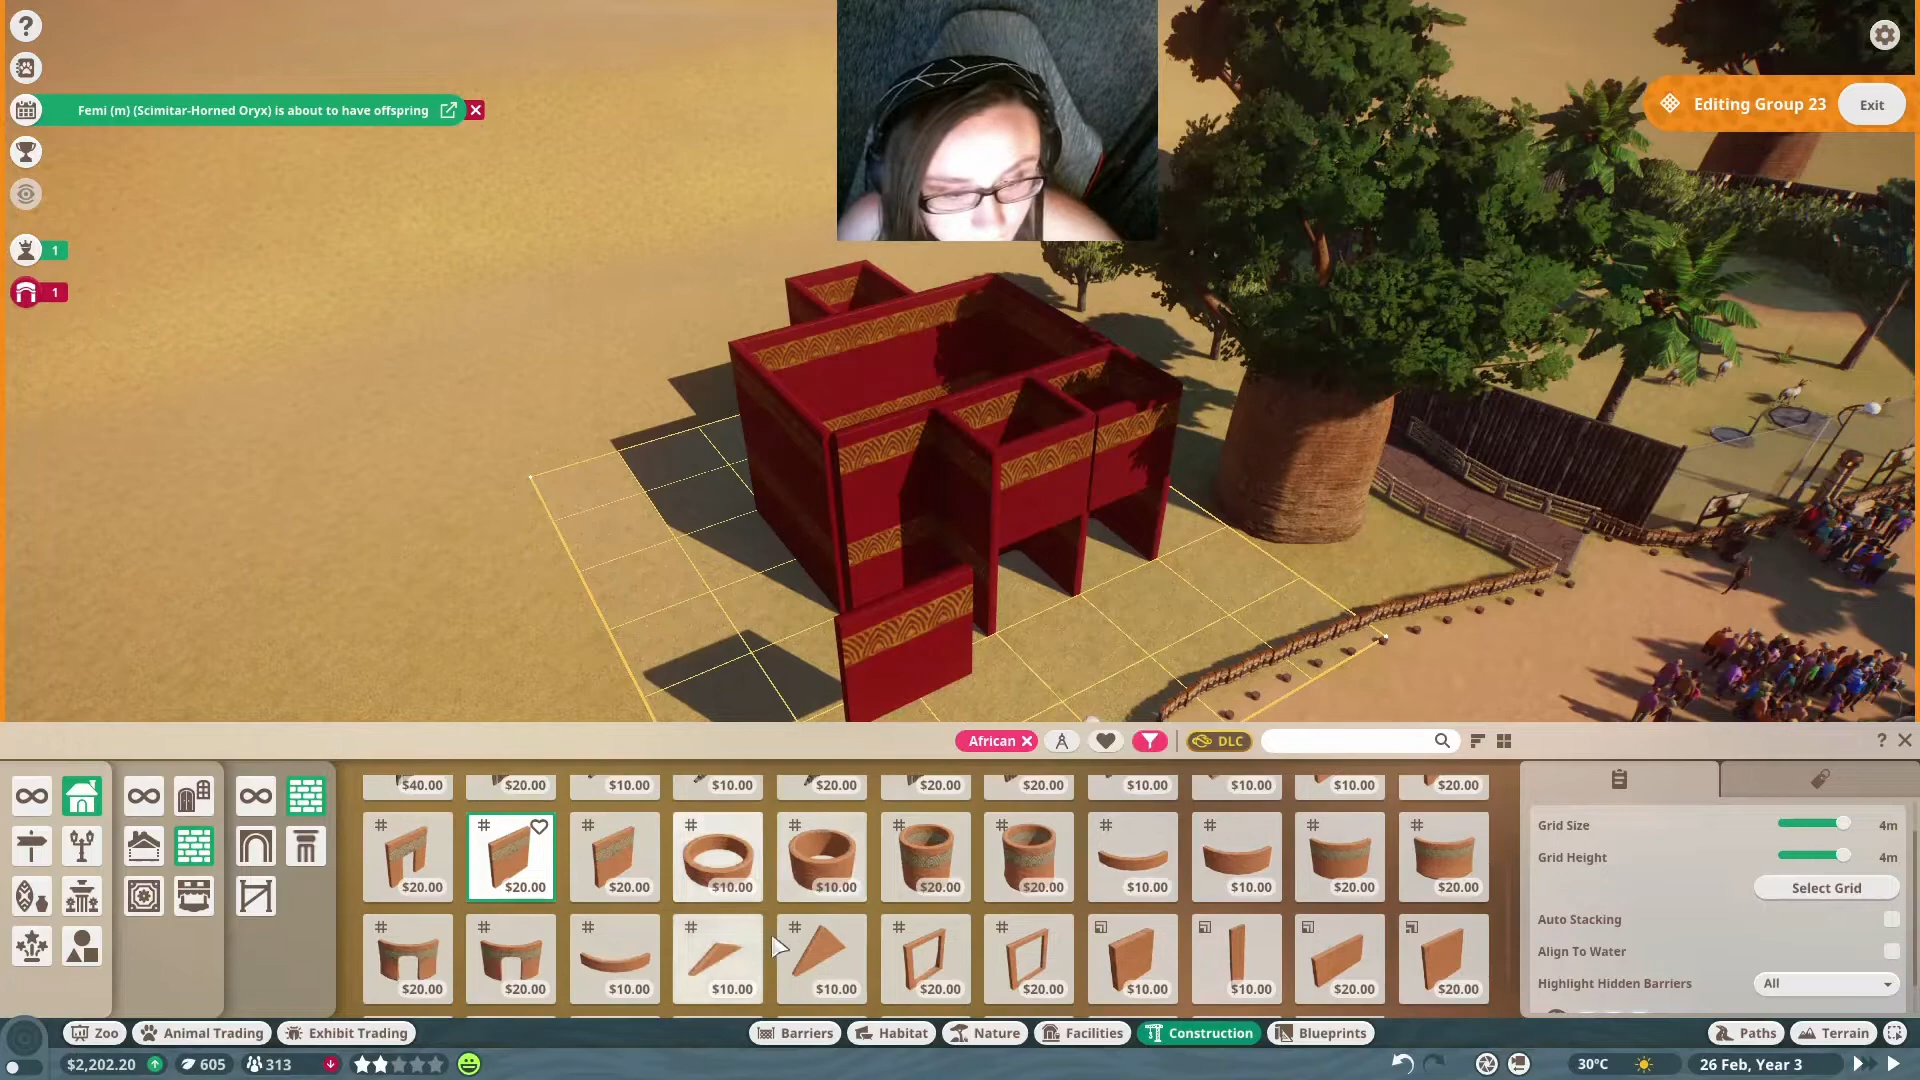 Femi (m) (Scimitar-Horned Oryx) is about to have offspring
Editing Group 23
Exit
1
1
African
DLC
$40.00 $20.00 $10.00 $10.00 $20.00 $20.00 $20.00 $10.00 $10.00 $10.00 $20.00
$20.00 $20.00 $20.00 $10.00 $10.00 $20.00 $20.00 $10.00 $10.00 $20.00 $20.00
$20.00 $20.00 $10.00 $10.00 $10.00 $20.00 $20.00 $10.00 $10.00 $20.00 $20.00
Grid Size 4m
Grid Height 4m
Select Grid
Auto Stacking
Align To Water
Highlight Hidden Barriers All
Zoo Animal Trading Exhibit Trading Barriers Habitat Nature Facilities Construction Blueprints Paths Terrain
$2,202.20 605 313 30°C 26 Feb, Year 3